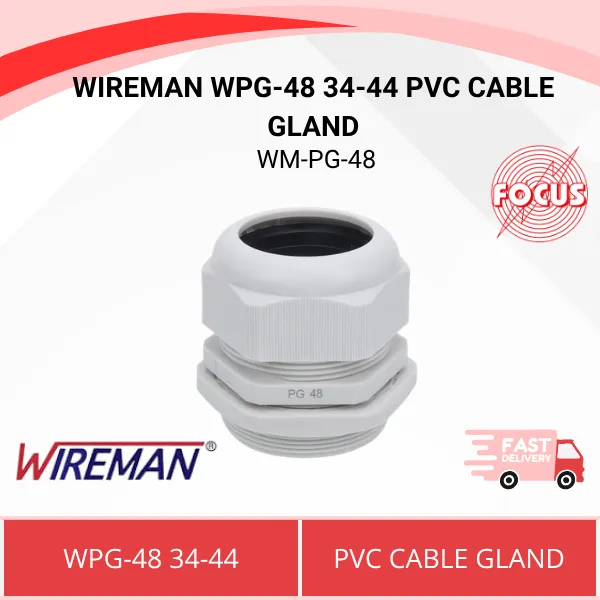 WIREMAN WPG-48 34-44 PVC CABLE
GLAND
WM-PG-48
FOCUS
PG 48
WIREMAN®
FAST
DELIVERY
WPG-48 34-44
PVC CABLE GLAND